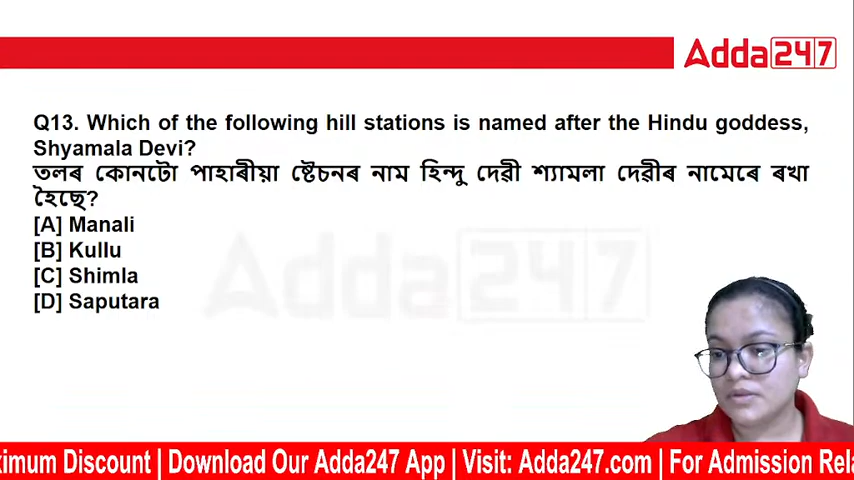 Adda247
Q13. Which of the following hill stations is named after the Hindu goddess,
Shyamala Devi?
তলৰ কোনটো পাহাৰীয়া ষ্টেচনৰ নাম হিন্দু দেৱী শ্যামলা দেৱীৰ নামেৰে ৰখা
হৈছে?
[A] Manali
[B] Kullu
[C] Shimla
[D] Saputara
Adda247
ximum Discount | Download Our Adda247 App | Visit: Adda247.com | For Admission Rela